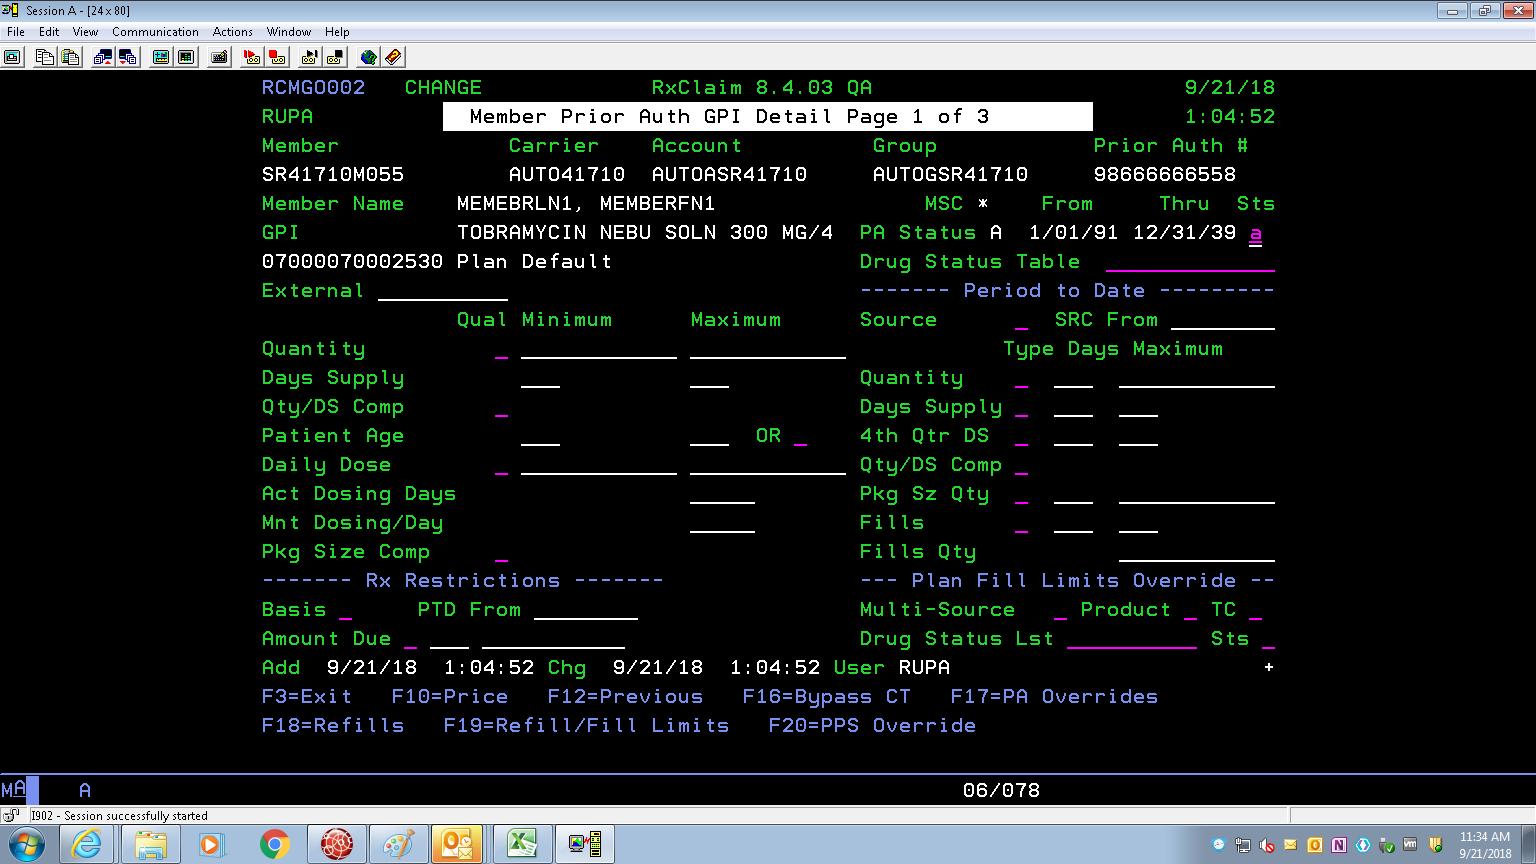 Session A - [24 x 80]
File Edit View Communication Actions Window Help
RCMGO002 CHANGE RxClaim 8.4.03 QA 9/21/18
RUPA Member Prior Auth GPI Detail Page 1 of 3 1:04:52
Member Carrier Account Group Prior Auth #
SR41710M055 AUTO41710 AUTOASR41710 AUTOGSR41710 98666666558
Member Name MEMEBRLN1, MEMBERFN1 MSC * From Thru Sts
GPI TOBRAMYCIN NEBU SOLN 300 MG/4 PA Status A 1/01/91 12/31/39 a
07000070002530 Plan Default Drug Status Table
External ------- Period to Date ---------
Qual Minimum Maximum Source _ SRC From
Quantity _ Type Days Maximum
Days Supply Quantity _
Qty/DS Comp _ Days Supply _
Patient Age OR _ 4th Qtr DS _
Daily Dose _ Qty/DS Comp _
Act Dosing Days Pkg Sz Qty _
Mnt Dosing/Day Fills _
Pkg Size Comp _ Fills Qty
------- Rx Restrictions ------- --- Plan Fill Limits Override --
Basis _ PTD From Multi-Source _ Product _ TC _
Amount Due _ Drug Status Lst Sts _
Add 9/21/18 1:04:52 Chg 9/21/18 1:04:52 User RUPA +
F3=Exit F10=Price F12=Previous F16=Bypass CT F17=PA Overrides
F18=Refills F19=Refill/Fill Limits F20=PPS Override
MA A 06/078
I902 - Session successfully started
11:34 AM
9/21/2018